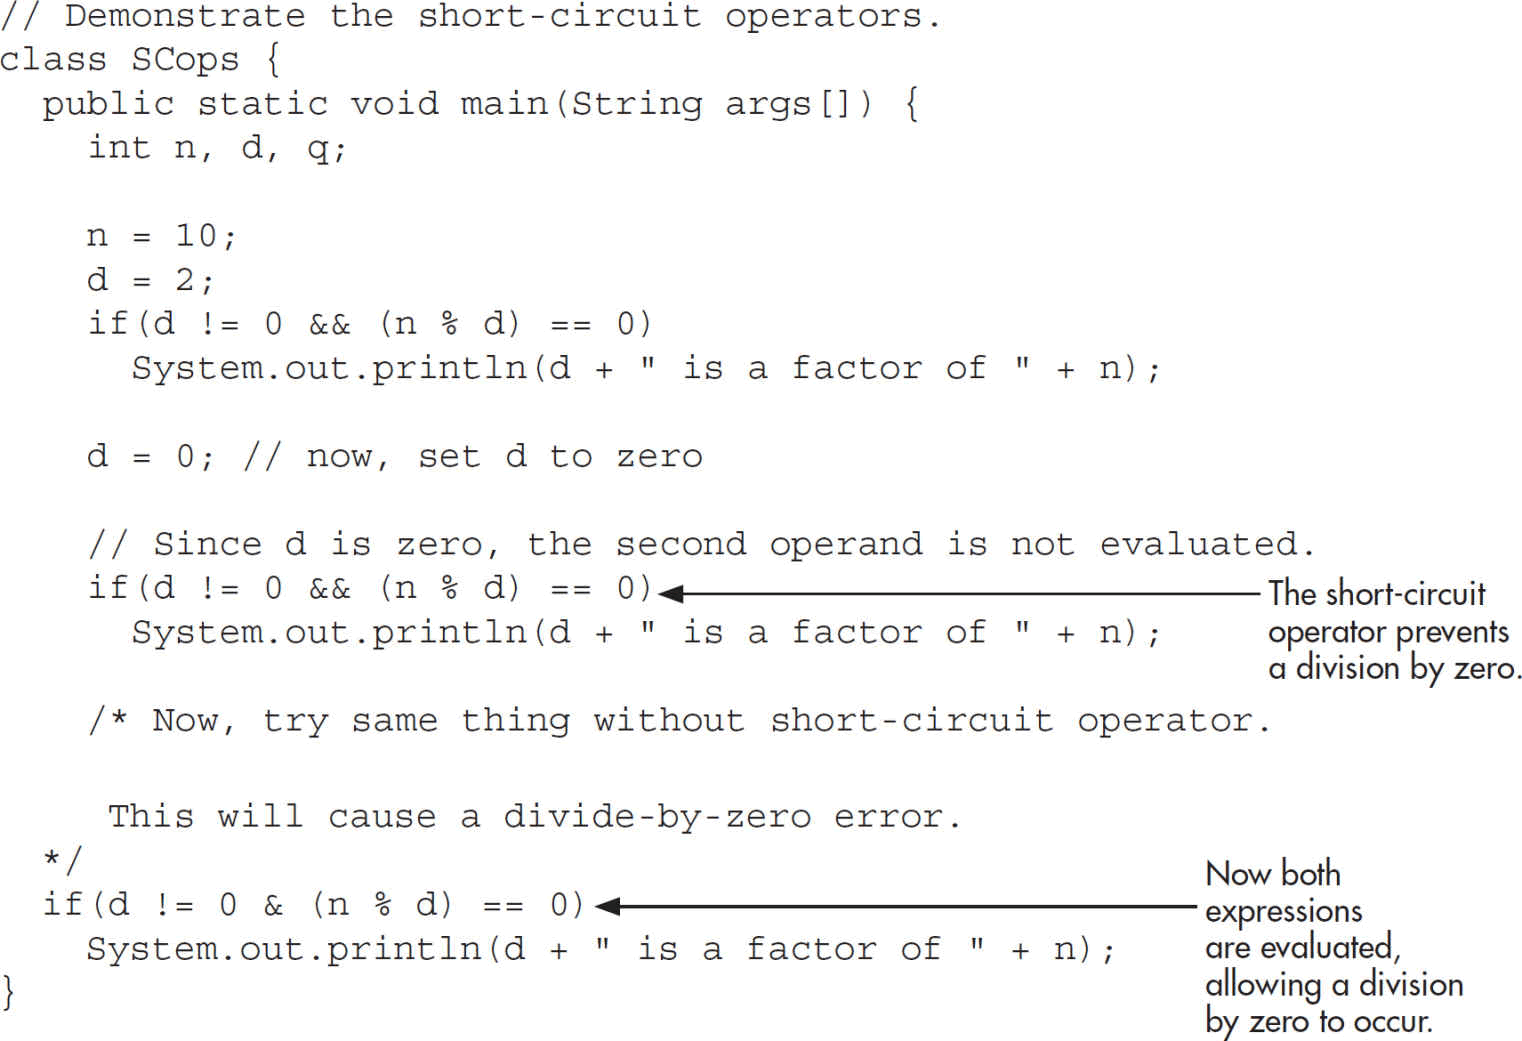 // Demonstrate the short-circuit operators.
class SCops {
  public static void main(String args[]) {
    int n, d, q;

    n = 10;
    d = 2;
    if(d != 0 && (n % d) == 0)
      System.out.println(d + " is a factor of " + n);

    d = 0; // now, set d to zero

    // Since d is zero, the second operand is not evaluated.
    if(d != 0 && (n % d) == 0)
      System.out.println(d + " is a factor of " + n);
The short-circuit
operator prevents
a division by zero.

    /* Now, try same thing without short-circuit operator.

     This will cause a divide-by-zero error.
  */
  if(d != 0 & (n % d) == 0)
    System.out.println(d + " is a factor of " + n);
}
Now both
expressions
are evaluated,
allowing a division
by zero to occur.